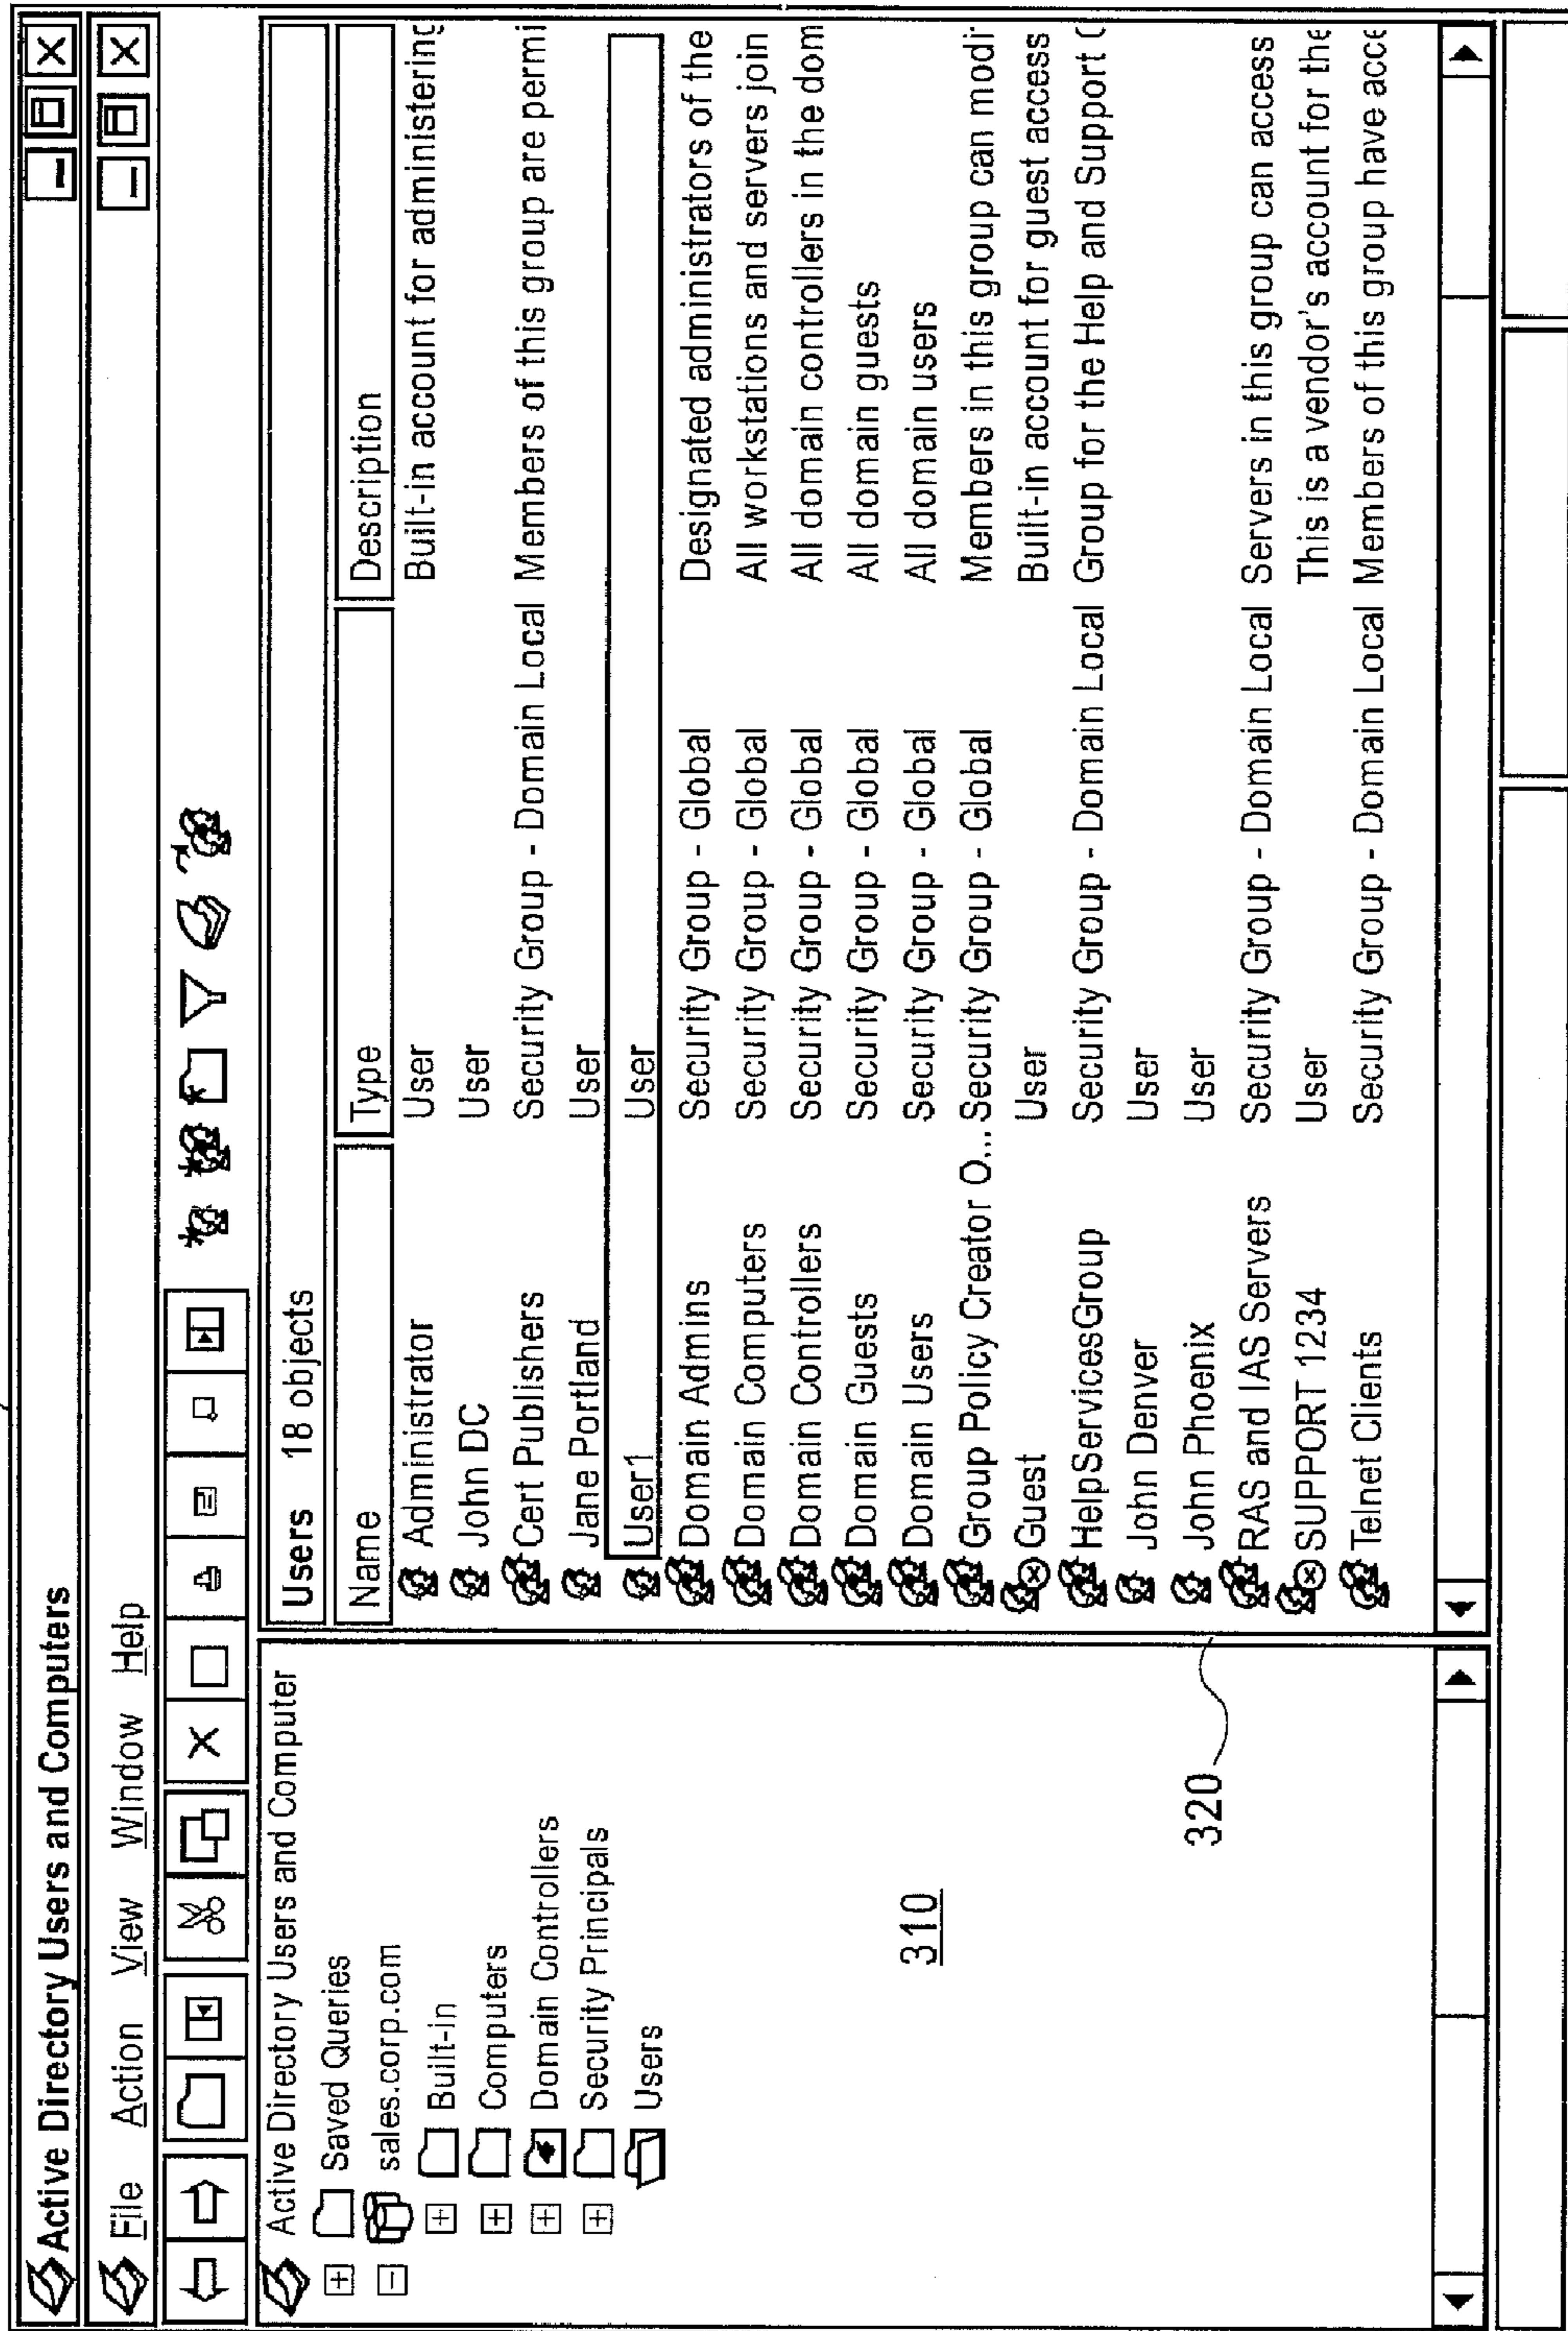 Active Directory Users and Computers
File Action View Window Help
Active Directory Users and Computer
Saved Queries
sales.corp.com
Built-in
Computers
Domain Controllers
Security Principals
Users
310
320
Users 18 objects
Name Type Description
Administrator User Built-in account for administering
John DC User
Cert Publishers Security Group - Domain Local Members of this group are permi
Jane Portland User
User1 User
Domain Admins Security Group - Global Designated administrators of the
Domain Computers Security Group - Global All workstations and servers join
Domain Controllers Security Group - Global All domain controllers in the dom
Domain Guests Security Group - Global All domain guests
Domain Users Security Group - Global All domain users
Group Policy Creator O... Security Group - Global Members in this group can modi
Guest User Built-in account for guest access
HelpServicesGroup Security Group - Domain Local Group for the Help and Support (
John Denver User
John Phoenix User
RAS and IAS Servers Security Group - Domain Local Servers in this group can access
SUPPORT 1234 User This is a vendor's account for the
Telnet Clients Security Group - Domain Local Members of this group have acce